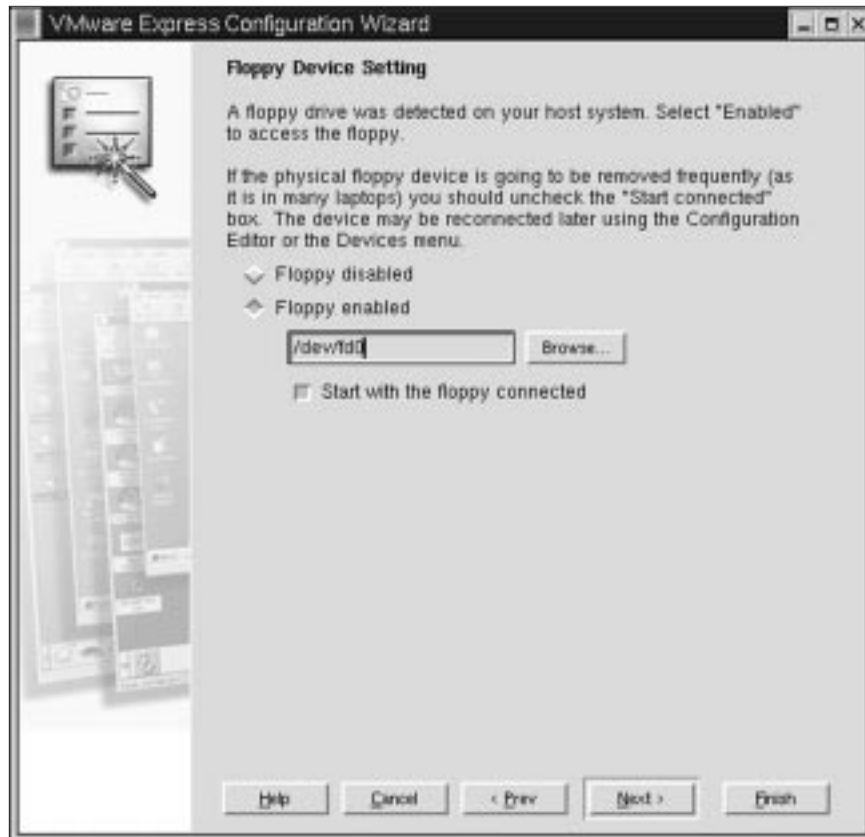 VMware Express Configuration Wizard
Floppy Device Setting
A floppy drive was detected on your host system. Select "Enabled"
to access the floppy.
If the physical floppy device is going to be removed frequently (as
it is in many laptops) you should uncheck the "Start connected"
box. The device may be reconnected later using the Configuration
Editor or the Devices menu.
Floppy disabled
Floppy enabled
/dev/fd0
Browse...
Start with the floppy connected
Help
Cancel
< Prev
Next >
Finish